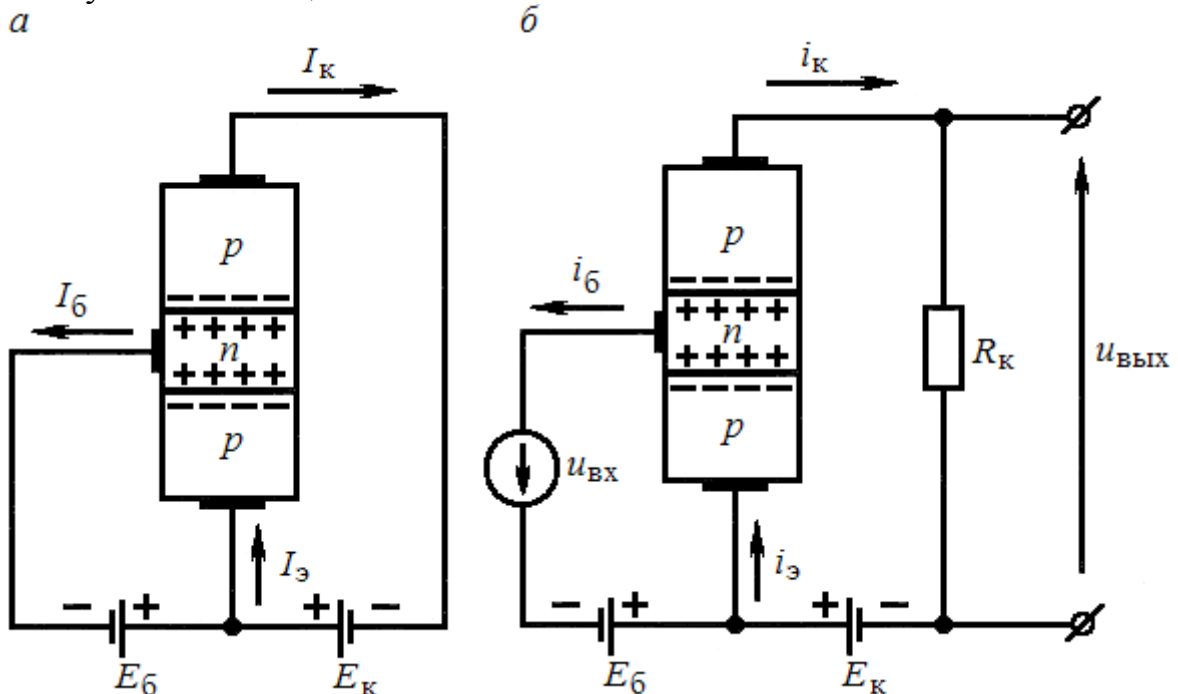 а
б
Iк
iк
p
p
Iб
iб
+ + + +
+ + + +
n
n
+ + + +
+ + + +
Rк
uвых
p
p
uвх
Iэ
iэ
− +
+ −
− +
+ −
Eб
Eк
Eб
Eк